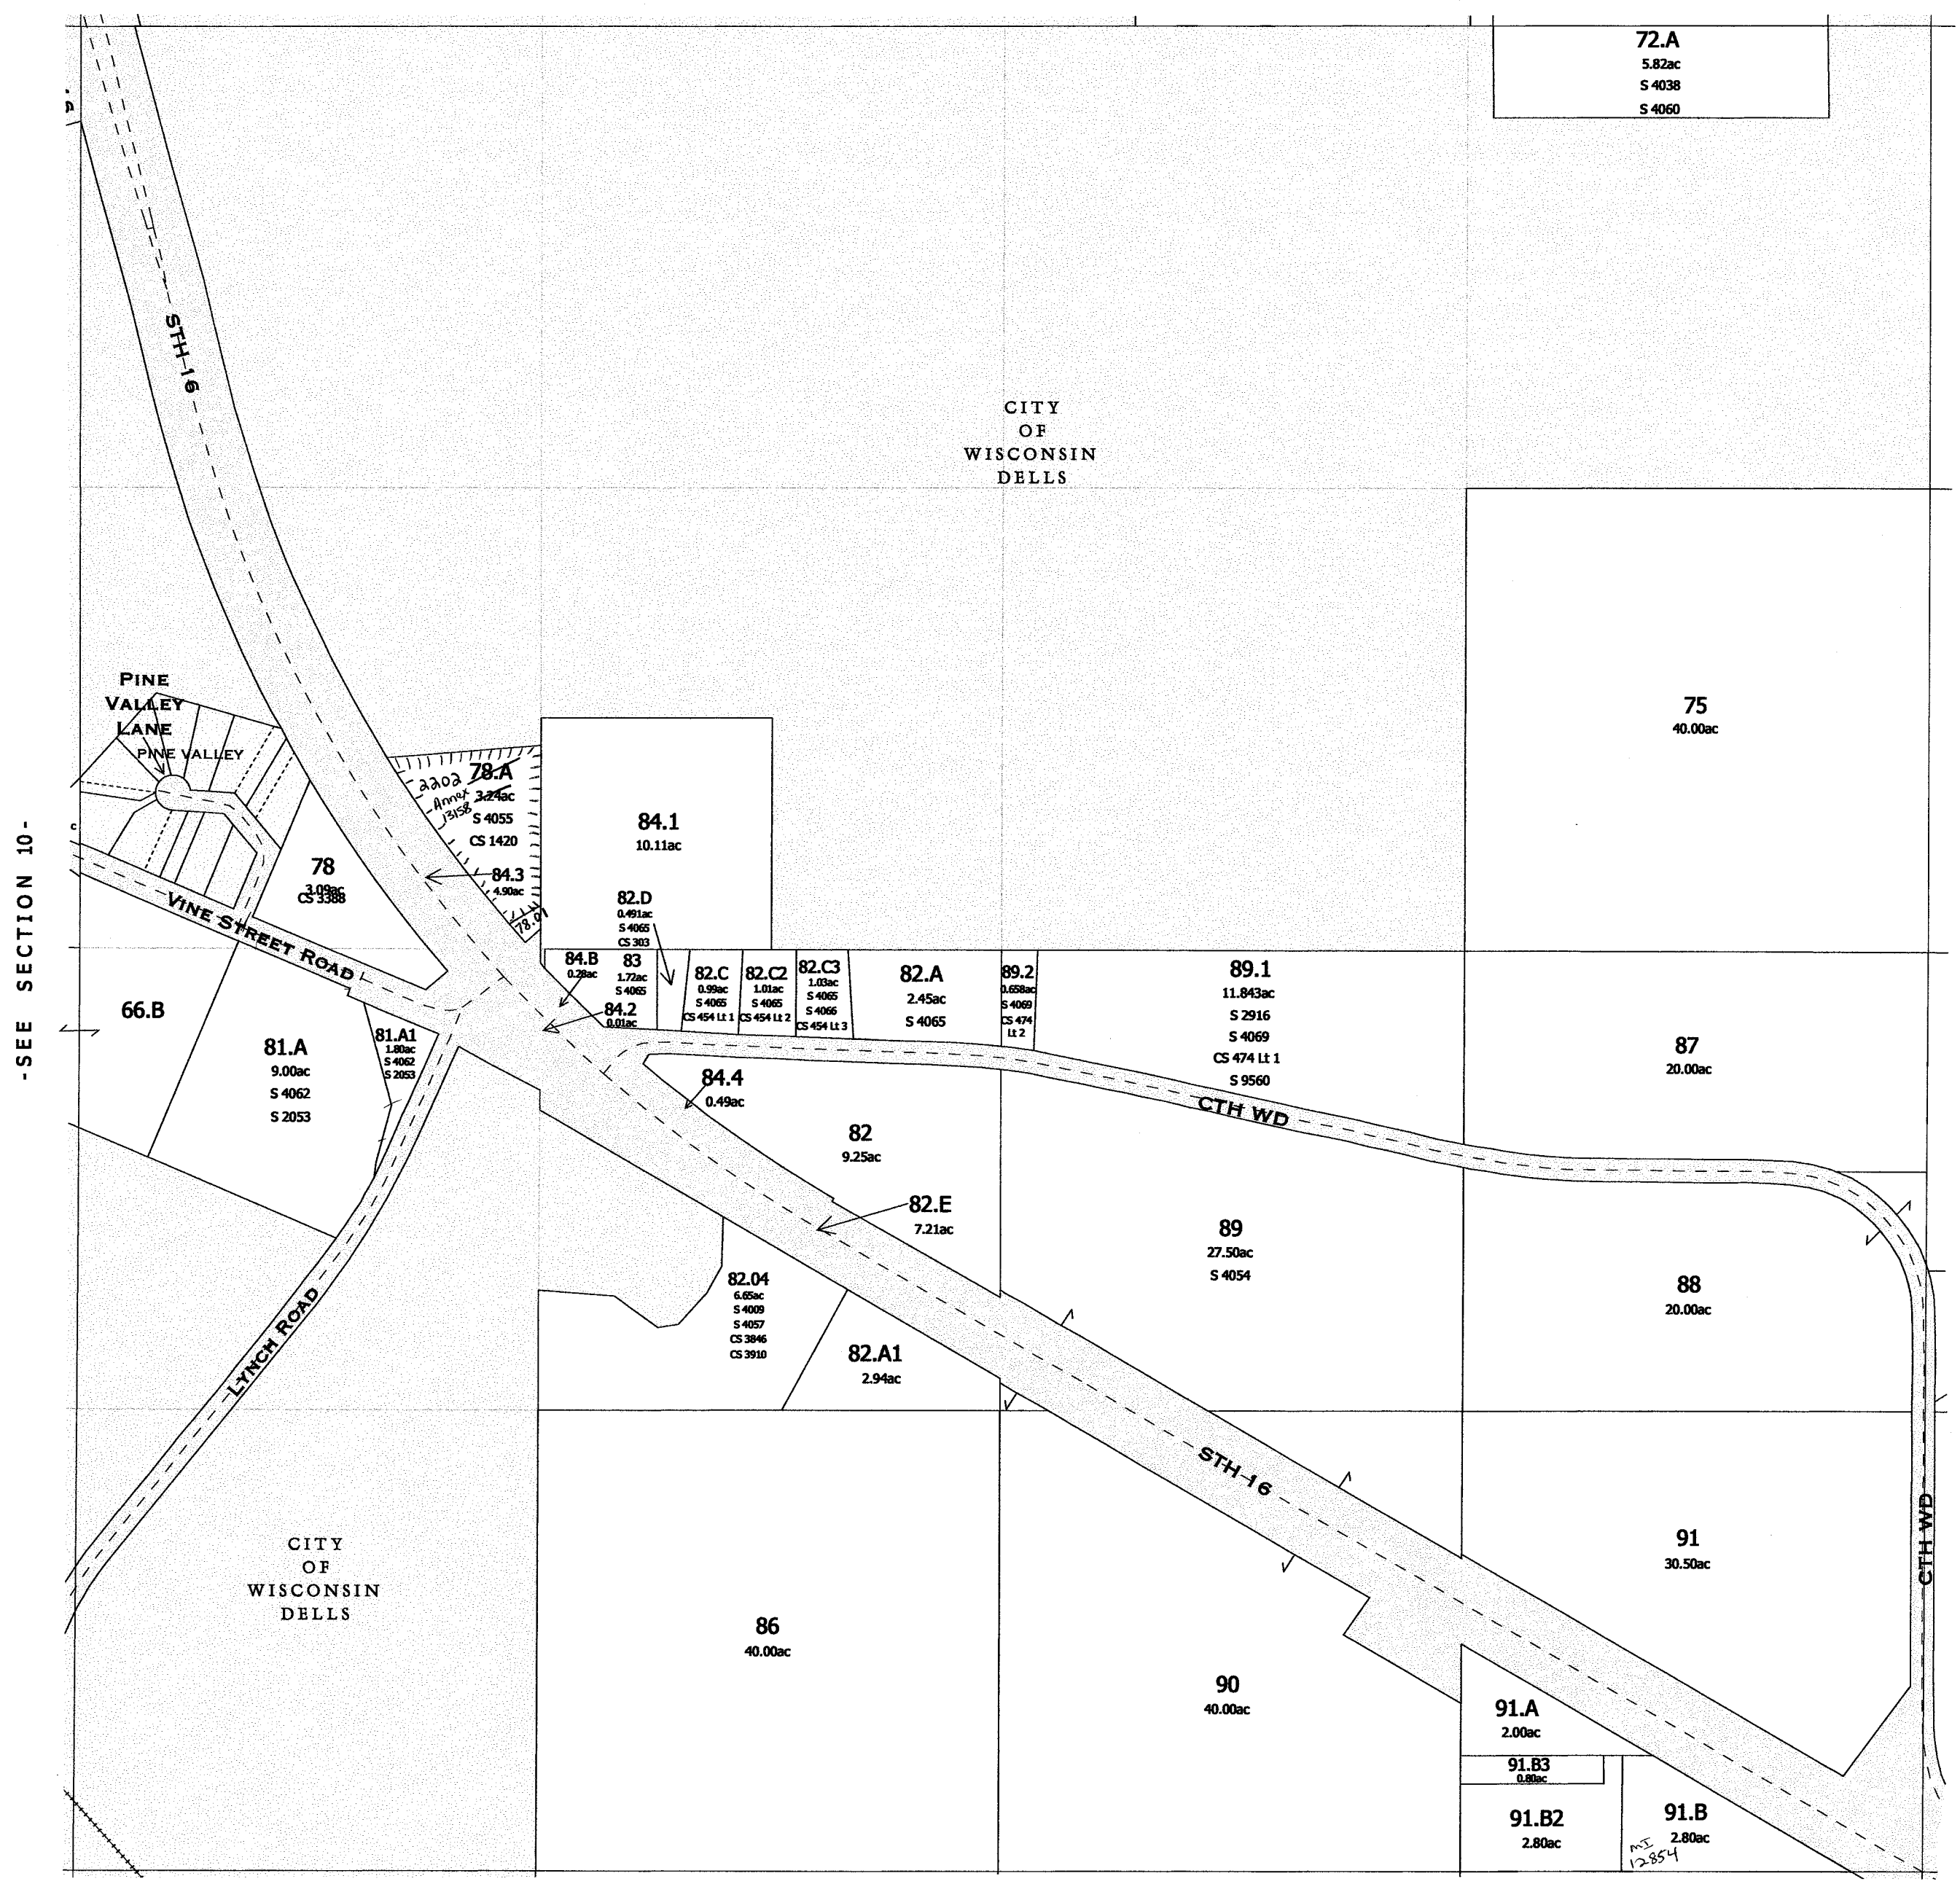 72.A
5.82ac
S 4038
S 4060
STH 16
CITY
OF
WISCONSIN
DELLS
75
40.00ac
PINE
VALLEY
LANE
PINE VALLEY
2202
Annex
13158
78.A
3.24ac
S 4055
CS 1420
84.3
4.90ac
78.01
84.1
10.11ac
-SEE SECTION 10-
C
78
3.09ac
CS 3388
VINE STREET ROAD
82.D
0.491ac
S 4065
CS 303
84.B
0.28ac
83
1.72ac
S 4065
84.2
0.01ac
82.C
0.99ac
S 4065
CS 454 Lt 1
82.C2
1.01ac
S 4065
CS 454 Lt 2
82.C3
1.03ac
S 4065
S 4066
CS 454 Lt 3
82.A
2.45ac
S 4065
89.2
0.658ac
S 4069
CS 474
Lt 2
89.1
11.843ac
S 2916
S 4069
CS 474 Lt 1
S 9560
87
20.00ac
66.B
81.A
9.00ac
S 4062
S 2053
81.A1
1.80ac
S 4062
S 2053
84.4
0.49ac
CTH WD
82
9.25ac
82.E
7.21ac
89
27.50ac
S 4054
88
20.00ac
82.04
6.65ac
S 4009
S 4057
CS 3846
CS 3910
82.A1
2.94ac
LYNCH ROAD
STH 16
CTH WD
91
30.50ac
CITY
OF
WISCONSIN
DELLS
86
40.00ac
90
40.00ac
91.A
2.00ac
91.B3
0.80ac
91.B2
2.80ac
91.B
2.80ac
MI
12854